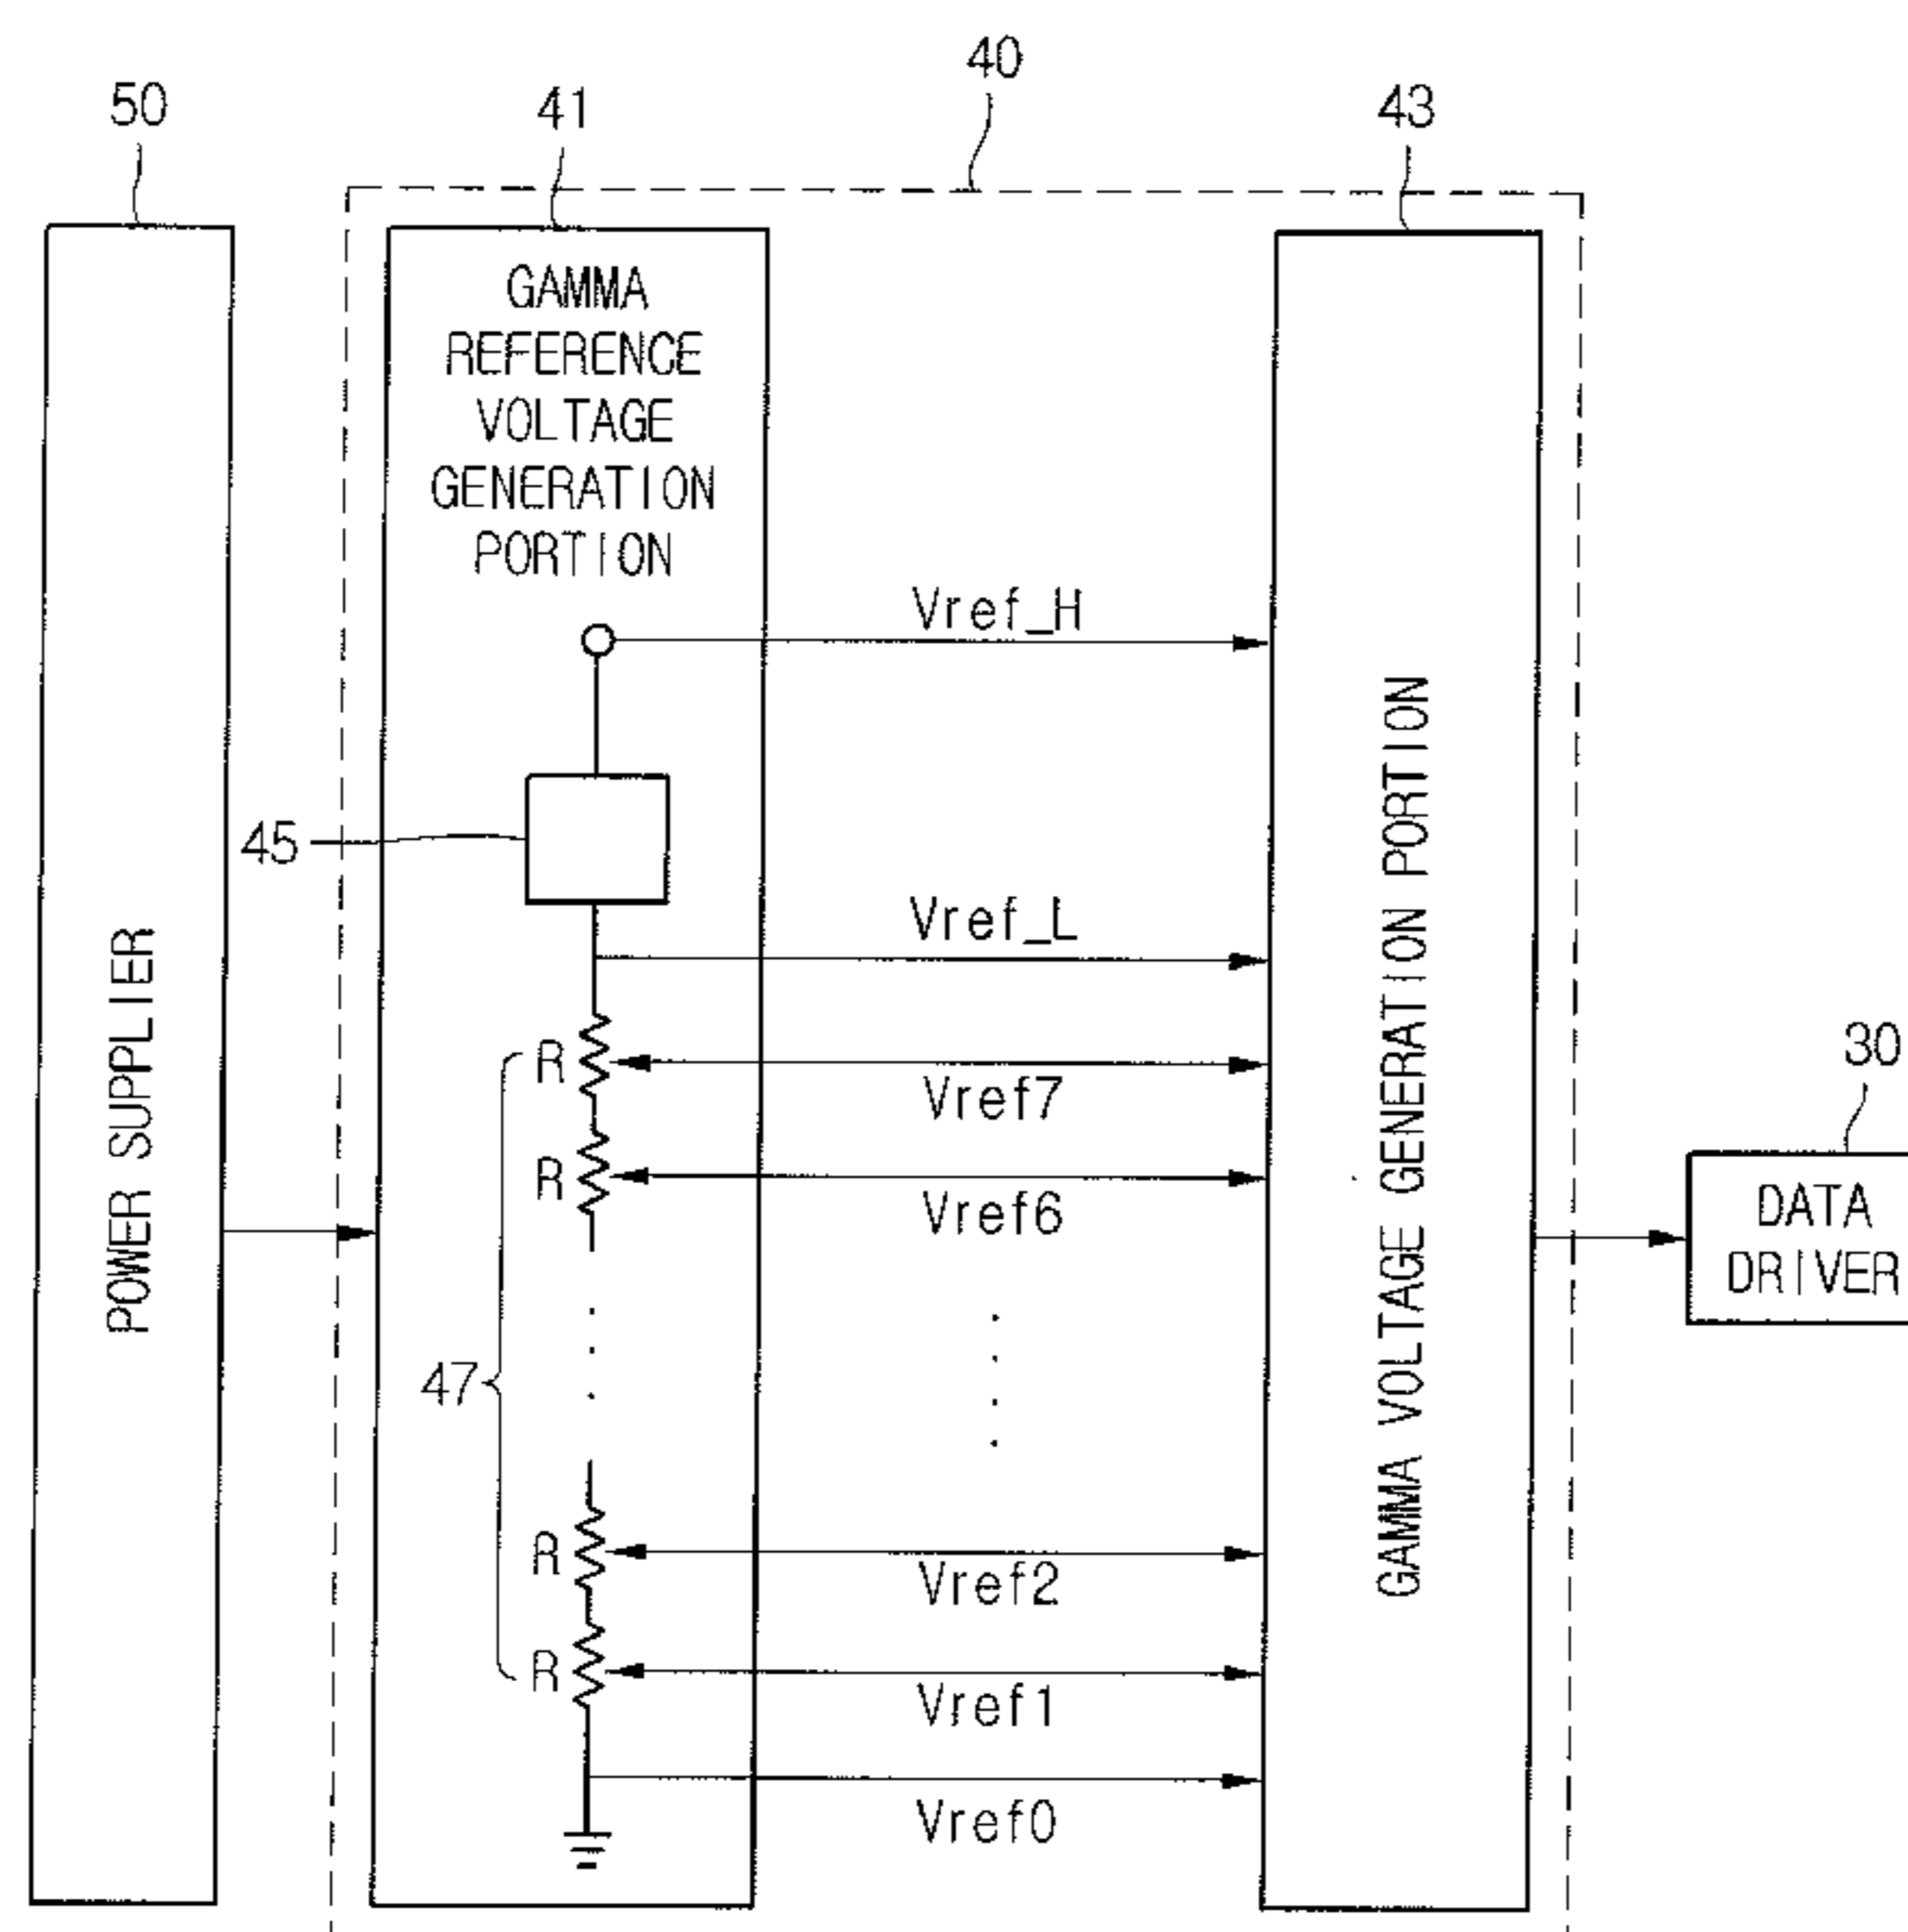 40
50
41
43
GAMMA
REFERENCE
VOLTAGE
GENERATION
PORTION
Vref_H
45
Vref_L
R
Vref7
R
Vref6
47
R
Vref2
R
Vref1
Vref0
POWER SUPPLIER
GAMMA VOLTAGE GENERATION PORTION
30
DATA
DRIVER